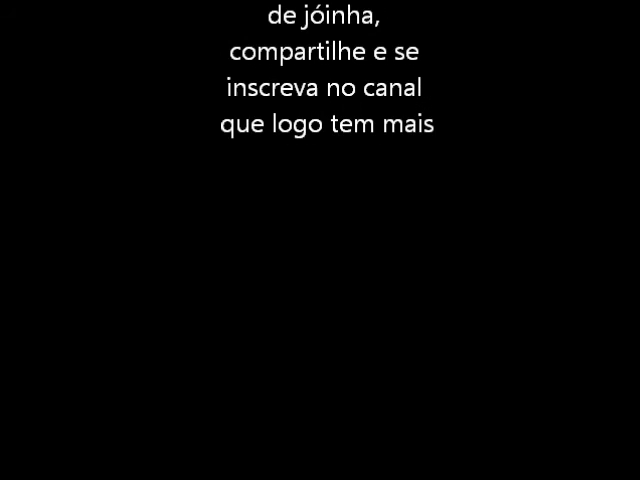 de jóinha,
compartilhe e se
inscreva no canal
que logo tem mais